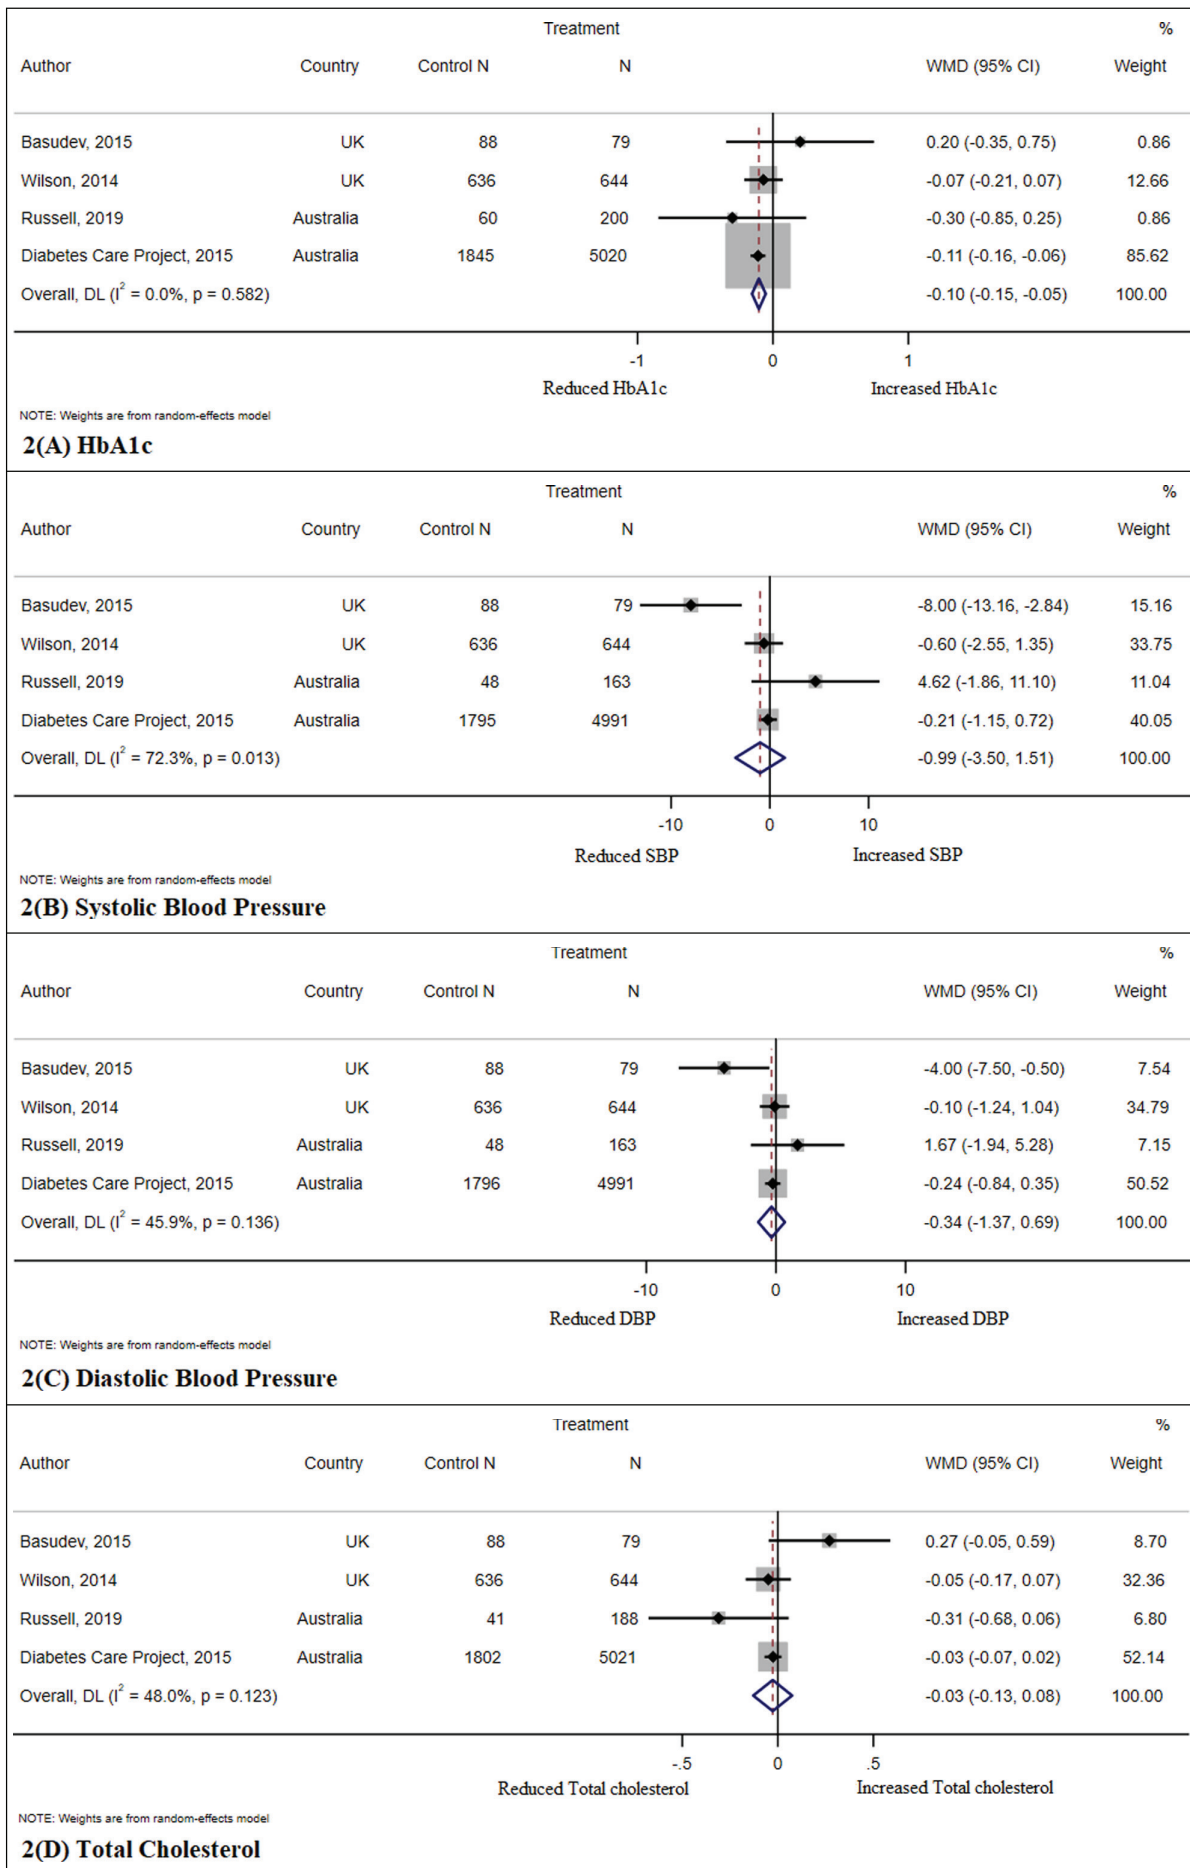 Treatment %
Author Country Control N N WMD (95% CI) Weight
Basudev, 2015 UK 88 79 0.20 (-0.35, 0.75) 0.86
Wilson, 2014 UK 636 644 -0.07 (-0.21, 0.07) 12.66
Russell, 2019 Australia 60 200 -0.30 (-0.85, 0.25) 0.86
Diabetes Care Project, 2015 Australia 1845 5020 -0.11 (-0.16, -0.06) 85.62
Overall, DL (I² = 0.0%, p = 0.582) -0.10 (-0.15, -0.05) 100.00
-1 0 1
Reduced HbA1c Increased HbA1c
NOTE: Weights are from random-effects model
2(A) HbA1c
Treatment %
Author Country Control N N WMD (95% CI) Weight
Basudev, 2015 UK 88 79 -8.00 (-13.16, -2.84) 15.16
Wilson, 2014 UK 636 644 -0.60 (-2.55, 1.35) 33.75
Russell, 2019 Australia 48 163 4.62 (-1.86, 11.10) 11.04
Diabetes Care Project, 2015 Australia 1795 4991 -0.21 (-1.15, 0.72) 40.05
Overall, DL (I² = 72.3%, p = 0.013) -0.99 (-3.50, 1.51) 100.00
-10 0 10
Reduced SBP Increased SBP
NOTE: Weights are from random-effects model
2(B) Systolic Blood Pressure
Treatment %
Author Country Control N N WMD (95% CI) Weight
Basudev, 2015 UK 88 79 -4.00 (-7.50, -0.50) 7.54
Wilson, 2014 UK 636 644 -0.10 (-1.24, 1.04) 34.79
Russell, 2019 Australia 48 163 1.67 (-1.94, 5.28) 7.15
Diabetes Care Project, 2015 Australia 1796 4991 -0.24 (-0.84, 0.35) 50.52
Overall, DL (I² = 45.9%, p = 0.136) -0.34 (-1.37, 0.69) 100.00
-10 0 10
Reduced DBP Increased DBP
NOTE: Weights are from random-effects model
2(C) Diastolic Blood Pressure
Treatment %
Author Country Control N N WMD (95% CI) Weight
Basudev, 2015 UK 88 79 0.27 (-0.05, 0.59) 8.70
Wilson, 2014 UK 636 644 -0.05 (-0.17, 0.07) 32.36
Russell, 2019 Australia 41 188 -0.31 (-0.68, 0.06) 6.80
Diabetes Care Project, 2015 Australia 1802 5021 -0.03 (-0.07, 0.02) 52.14
Overall, DL (I² = 48.0%, p = 0.123) -0.03 (-0.13, 0.08) 100.00
-.5 0 .5
Reduced Total cholesterol Increased Total cholesterol
NOTE: Weights are from random-effects model
2(D) Total Cholesterol